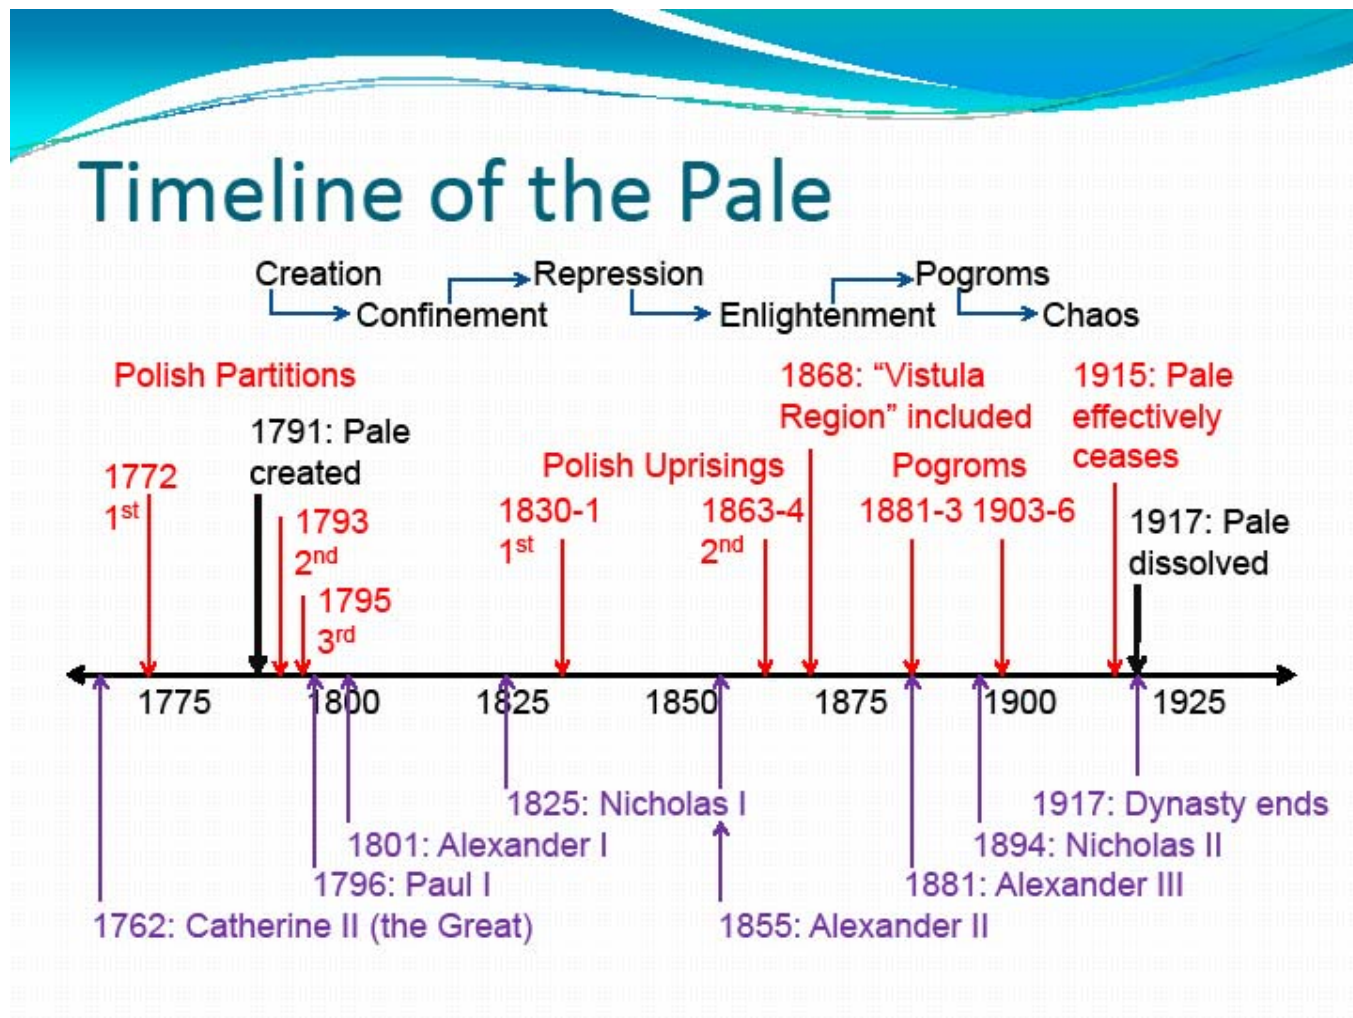 Timeline of the Pale
Creation
Confinement
Repression
Enlightenment
Pogroms
Chaos
Polish Partitions
1772
1st
1791: Pale
created
1793
2nd
1795
3rd
Polish Uprisings
1830-1
1st
1863-4
2nd
1868: “Vistula
Region” included
Pogroms
1881-3 1903-6
1915: Pale
effectively
ceases
1917: Pale
dissolved
1775 1800 1825 1850 1875 1900 1925
1825: Nicholas I
1801: Alexander I
1796: Paul I
1762: Catherine II (the Great)
1855: Alexander II
1917: Dynasty ends
1894: Nicholas II
1881: Alexander III